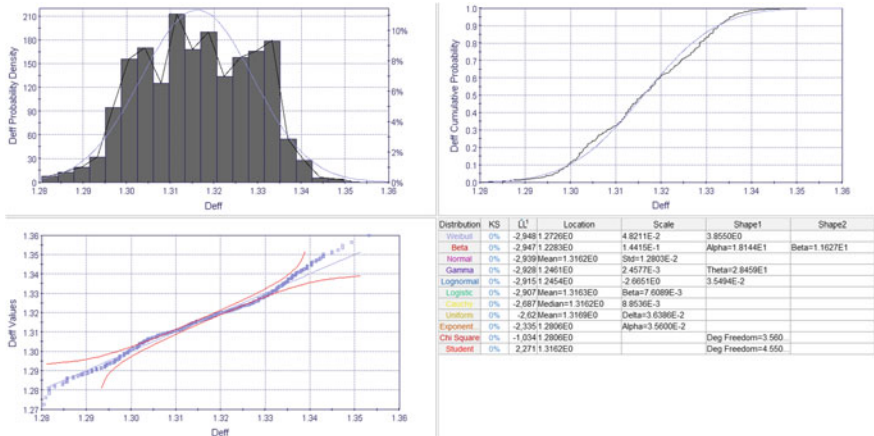 210
180
150
120
90
60
30
0
10%
8%
6%
4%
2%
0%
Deff Probability Density
1.28 1.29 1.30 1.31 1.32 1.33 1.34 1.35 1.36
Deff
1.0
0.9
0.8
0.7
0.6
0.5
0.4
0.3
0.2
0.1
0.0
Deff Cumulative Probability
1.28 1.29 1.30 1.31 1.32 1.33 1.34 1.35 1.36
Deff
1.36
1.35
1.34
1.33
1.32
1.31
1.30
1.29
1.28
1.27
Deff Values
1.28 1.29 1.30 1.31 1.32 1.33 1.34 1.35 1.36
Deff
Distribution KS Location Scale Shape1 Shape2
Weibull 0% -2,948 1.2726E0 4.8211E-2 3.8550E0
Beta 0% -2,947 1.2283E0 1.4415E-1 Alpha=1.8144E1 Beta=1.1627E1
Normal 0% -2,939 Mean=1.3162E0 Std=1.2803E-2
Gamma 0% -2,928 1.2461E0 2.4577E-3 Theta=2.8459E1
Lognormal 0% -2,915 1.2454E0 -2.6651E0 3.5494E-2
Logistic 0% -2,907 Mean=1.3163E0 Beta=7.6089E-3
Cauchy 0% -2,687 Median=1.3162E0 8.8536E-3
Uniform 0% -2,62 Mean=1.3169E0 Delta=3.6386E-2
Exponent 0% -2,335 1.2806E0 Alpha=3.5600E-2
Chi Square 0% -1,034 1.2806E0 Deg Freedom=3.560...
Student 0% 2,271 1.3162E0 Deg Freedom=4.550...